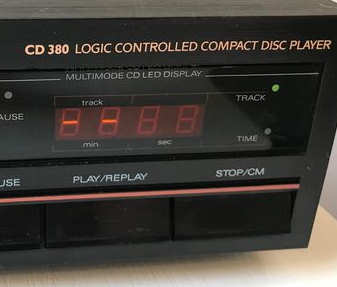 CD 380 LOGIC CONTROLLED COMPACT DISC PLAYER
MULTIMODE CD LED DISPLAY
track
TRACK
AUSE
TIME
min
sec
USE
PLAY/REPLAY
STOP/CM